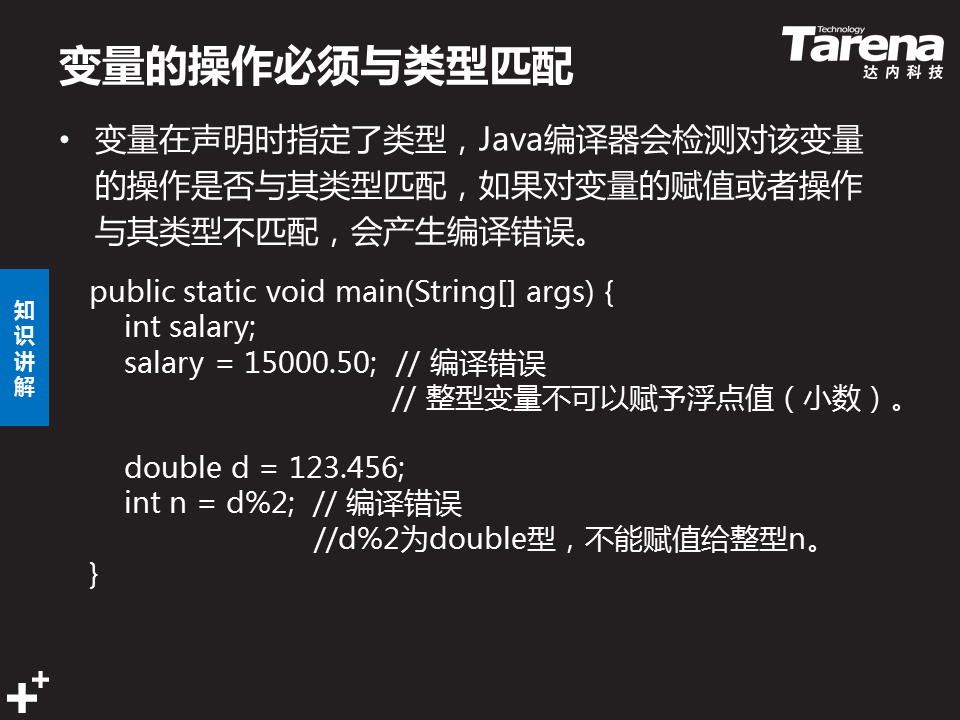 变量的操作必须与类型匹配
Technology
Tarena
达内科技
• 变量在声明时指定了类型，Java编译器会检测对该变量
的操作是否与其类型匹配，如果对变量的赋值或者操作
与其类型不匹配，会产生编译错误。
知
识
讲
解
public static void main(String[] args) {
int salary;
salary = 15000.50; // 编译错误
// 整型变量不可以赋予浮点值（小数）。
double d = 123.456;
int n = d%2; // 编译错误
//d%2为double型，不能赋值给整型n。
}